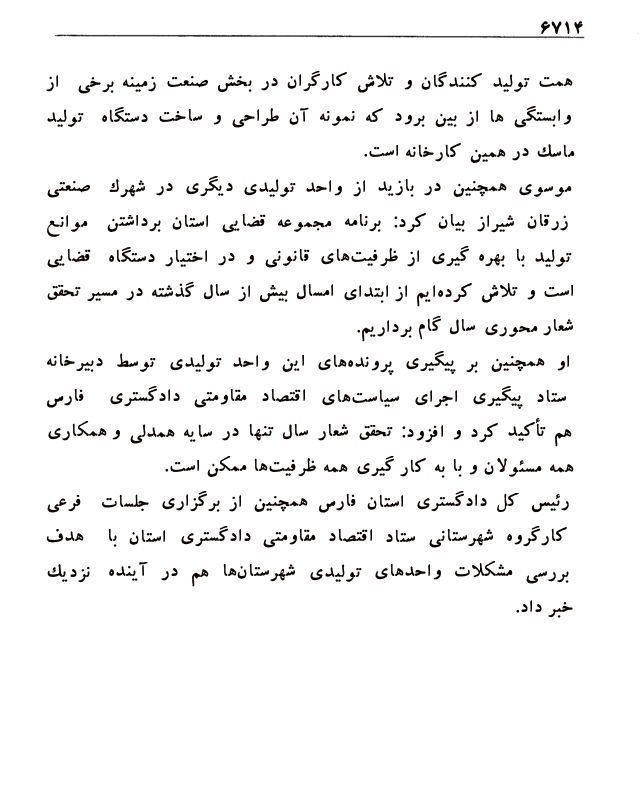 ۶۷۱۴
همت تولید کنندگان و تلاش کارگران در بخش صنعت زمینه برخی از
وابستگی ها از بین برود که نمونه آن طراحی و ساخت دستگاه تولید
ماسك در همین کارخانه است.
موسوی همچنین در بازید از واحد تولیدی دیگری در شهرك صنعتی
زرقان شیراز بیان کرد: برنامه مجموعه قضایی استان برداشتن موانع
تولید با بهره گیری از ظرفیت‌های قانونی و در اختیار دستگاه قضایی
است و تلاش کرده‌ایم از ابتدای امسال بیش از سال گذشته در مسیر تحقق
شعار محوری سال گام برداریم.
او همچنین بر پیگیری پرونده‌های این واحد تولیدی توسط دبیرخانه
ستاد پیگیری اجرای سیاست‌های اقتصاد مقاومتی دادگستری فارس
هم تأکید کرد و افزود: تحقق شعار سال تنها در سایه همدلی و همکاری
همه مسئولان و با به کار گیری همه ظرفیت‌ها ممکن است.
رئیس کل دادگستری استان فارس همچنین از برگزاری جلسات فرعی
کارگروه شهرستانی ستاد اقتصاد مقاومتی دادگستری استان با هدف
بررسی مشکلات واحدهای تولیدی شهرستان‌ها هم در آینده نزدیك
خبر داد.